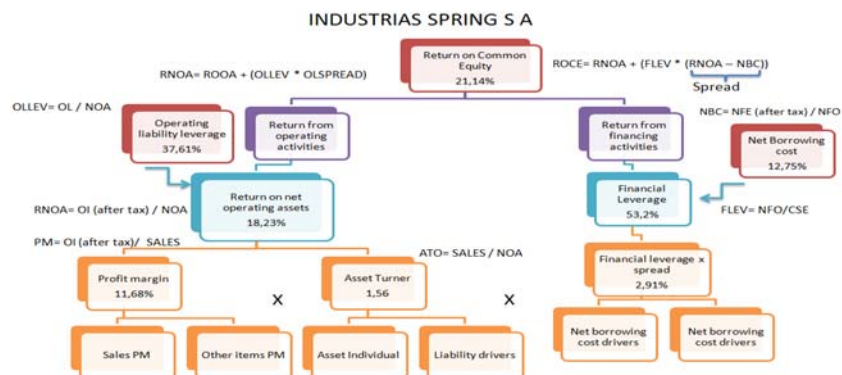 INDUSTRIAS SPRING S A
Return on Common
Equity
21,14%
RNOA= ROOA + (OLLEV * OLSPREAD)
ROCE= RNOA + (FLEV * (RNOA – NBC))
Spread
OLLEV= OL / NOA
NBC= NFE (after tax) / NFO
Operating
liability leverage
37,61%
Return from
operating
activities
Return from
financing
activities
Net Borrowing
cost
12,75%
Return on net
operating assets
18,23%
Financial
Leverage
53,2%
RNOA= OI (after tax) / NOA
FLEV= NFO/CSE
PM= OI (after tax)/ SALES
ATO= SALES / NOA
Profit margin
11,68%
X
Asset Turner
1,56
X
Financial leverage x
spread
2,91%
Sales PM
Other items PM
Asset Individual
Liability drivers
Net borrowing
cost drivers
Net borrowing
cost drivers